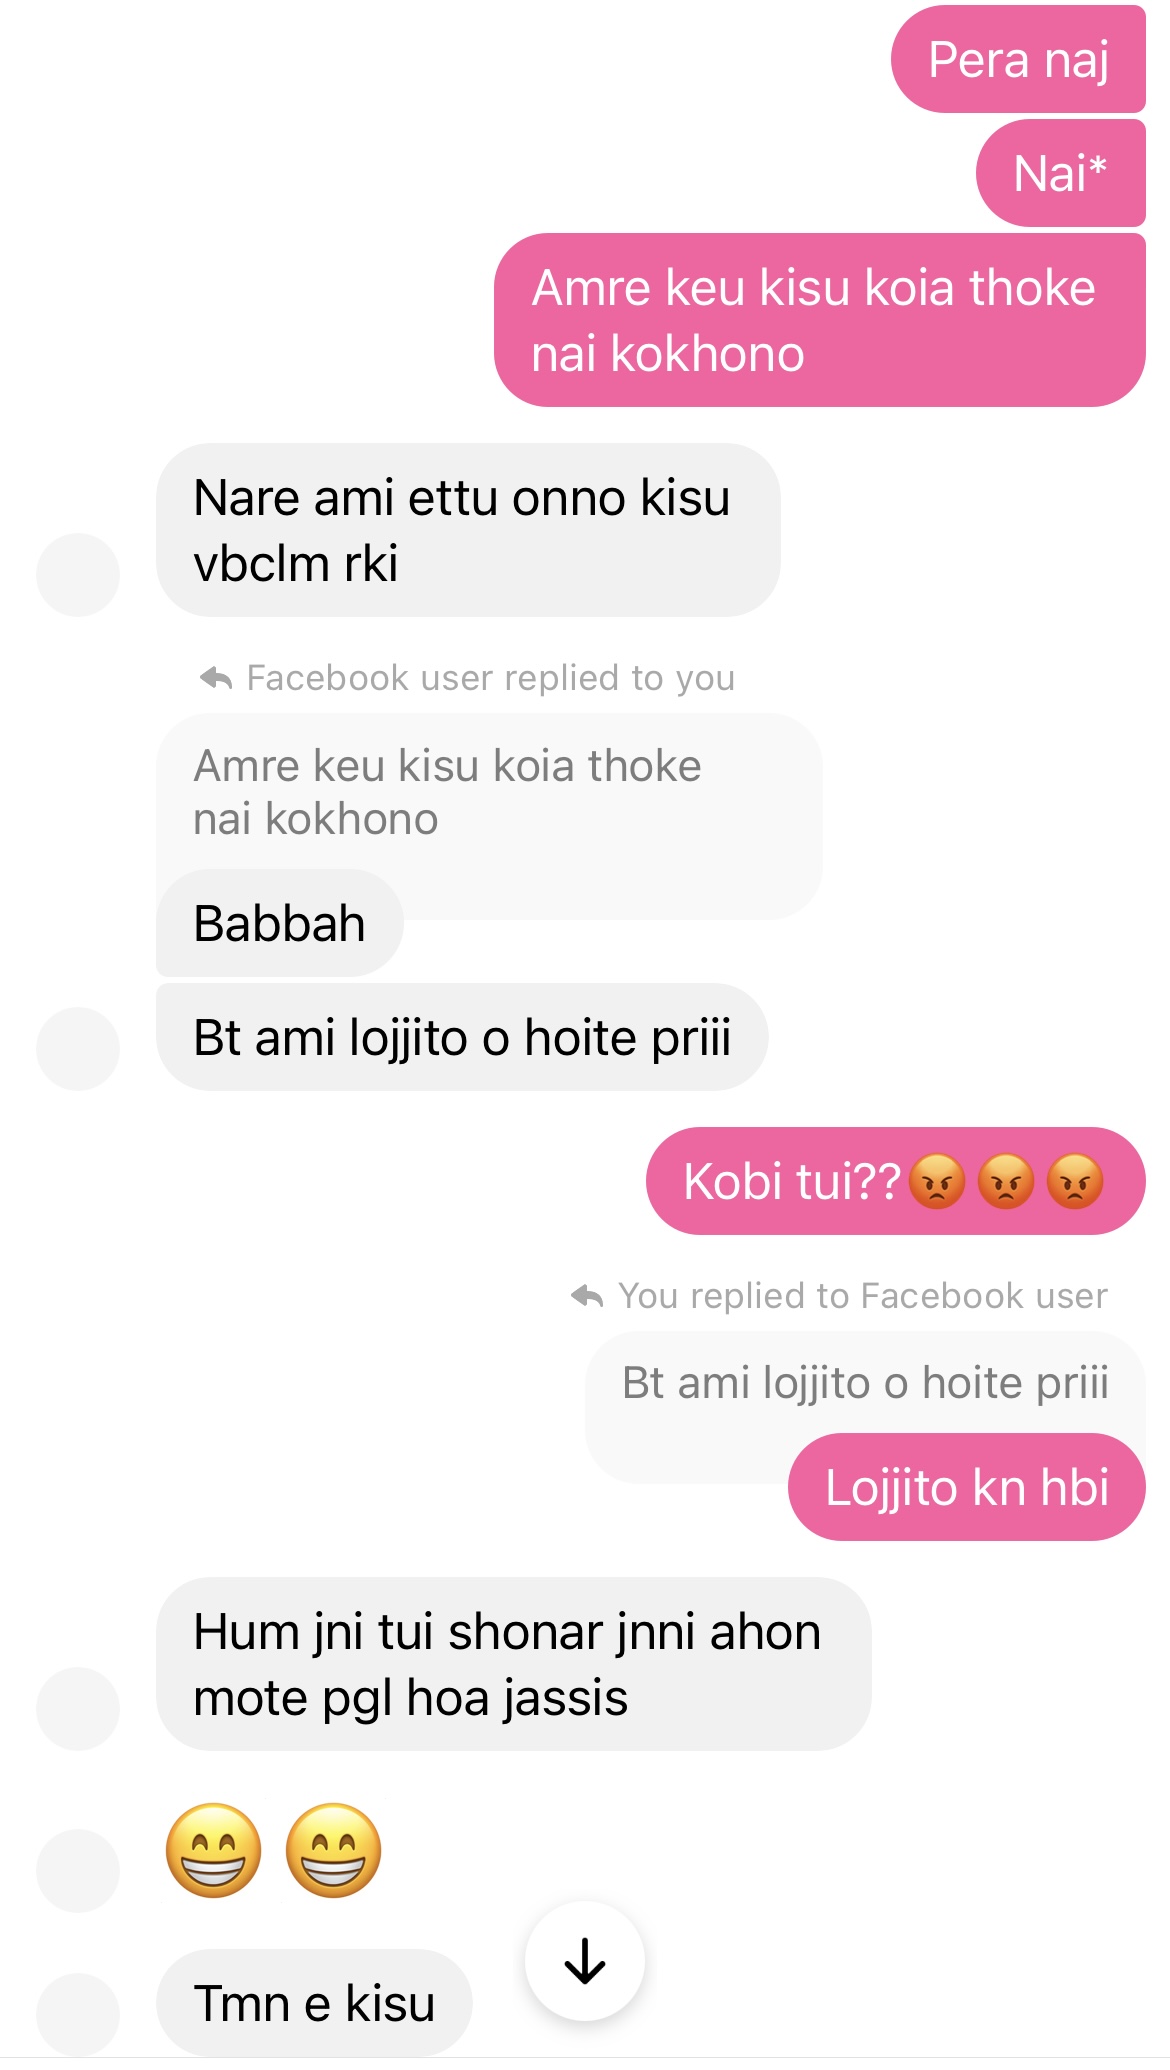 Pera naj
Nai*
Amre keu kisu koia thoke
nai kokhono
Nare ami ettu onno kisu
vbclm rki
Facebook user replied to you
Amre keu kisu koia thoke
nai kokhono
Babbah
Bt ami lojjito o hoite priii
Kobi tui??😡😡😡
You replied to Facebook user
Bt ami lojjito o hoite priii
Lojjito kn hbi
Hum jni tui shonar jnni ahon
mote pgl hoa jassis
😁😁
Tmn e kisu